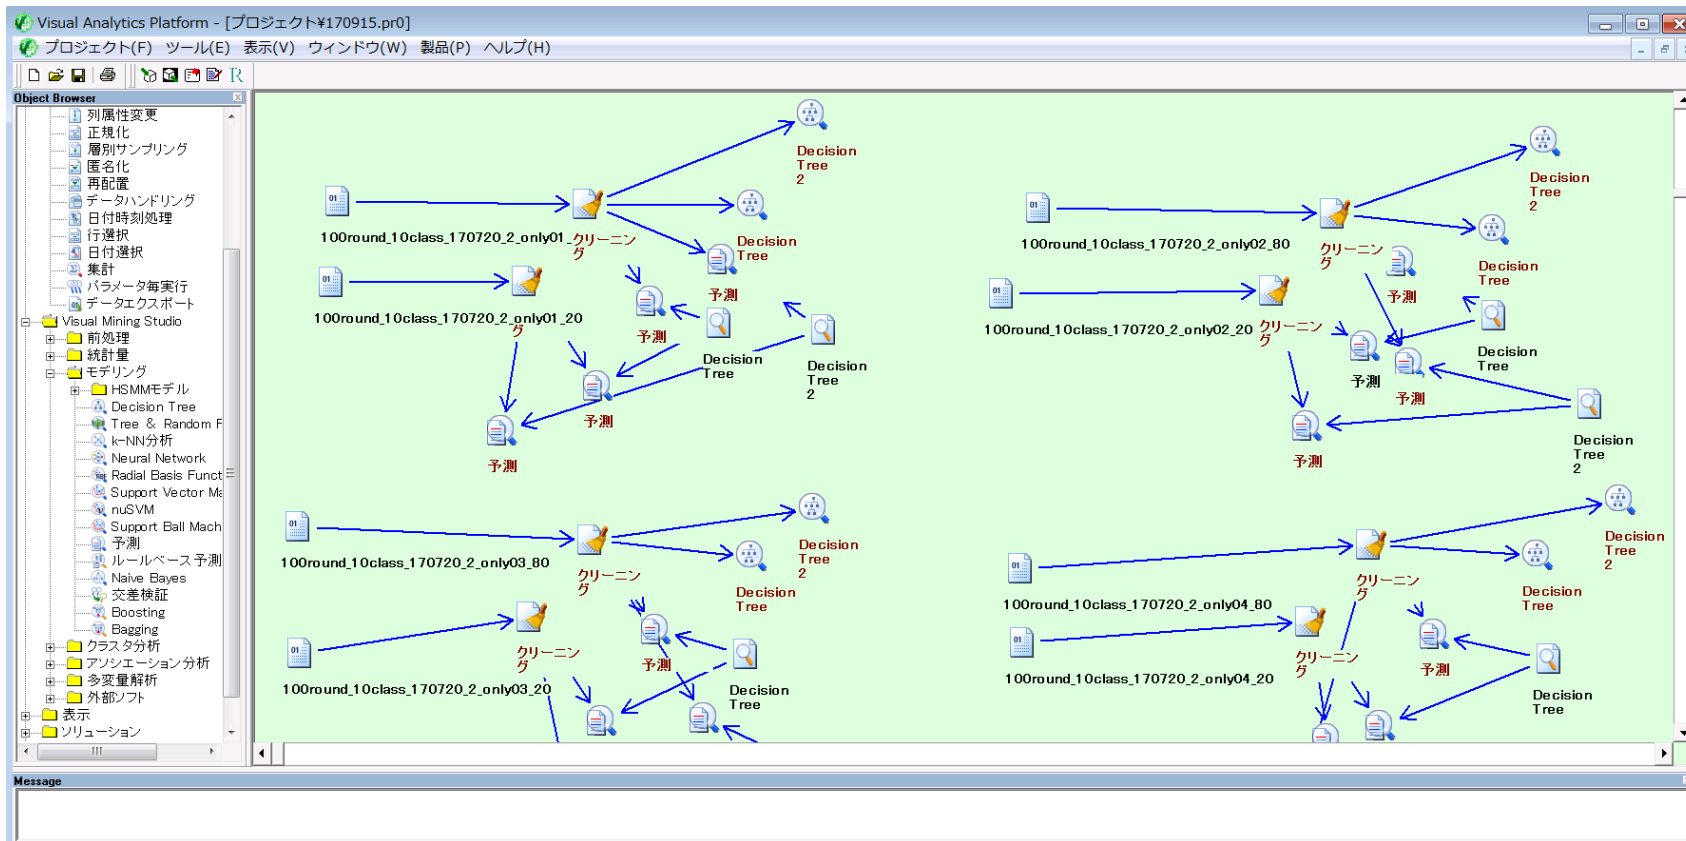 Visual Analytics Platform - [プロジェクト¥170915.pr0]
プロジェクト(F) ツール(E) 表示(V) ウィンドウ(W) 製品(P) ヘルプ(H)
Object Browser
列属性変更
正規化
層別サンプリング
匿名化
再配置
データハンドリング
日付時刻処理
行選択
日付選択
集計
パラメータ毎実行
データエクスポート
Visual Mining Studio
前処理
統計量
モデリング
HSMMモデル
Decision Tree
Tree & Random F
k-NN分析
Neural Network
Radial Basis Funct
Support Vector Ma
nuSVM
Support Ball Mach
予測
ルールベース予測
Naive Bayes
交差検証
Boosting
Bagging
クラスタ分析
アソシエーション分析
多変量解析
外部ソフト
表示
ソリューション
Decision
Tree
2
100round_10class_170720_2_only01_
クリーニン
グ
Decision
Tree
予測
100round_10class_170720_2_only01_20
グ
予測
Decision
Tree
Decision
Tree
2
予測
予測
Decision
Tree
2
100round_10class_170720_2_only02_80
クリーニン
グ
Decision
Tree
予測
100round_10class_170720_2_only02_20
クリーニン
グ
予測
Decision
Tree
予測
Decision
Tree
2
予測
100round_10class_170720_2_only03_80
クリーニン
グ
Decision
Tree
2
Decision
Tree
クリーニン
グ
予測
100round_10class_170720_2_only03_20
Decision
Tree
Decision
Tree
2
100round_10class_170720_2_only04_80
クリーニン
グ
Decision
Tree
クリーニン
グ
予測
100round_10class_170720_2_only04_20
Decision
Tree
Message